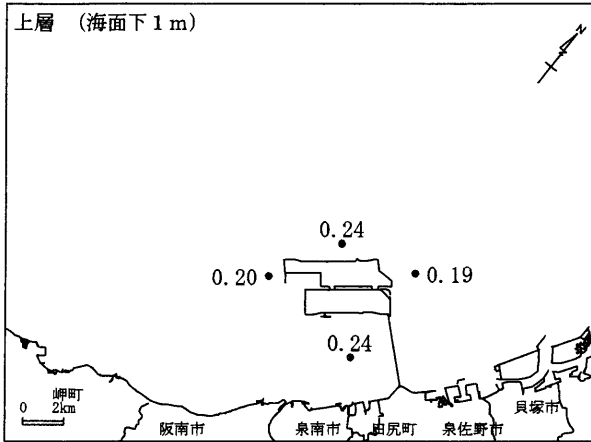 上層 （海面下1m）
N
0.24
0.20
0.19
0.24
岬町
0 2km
阪南市
泉南市
田尻町
泉佐野市
貝塚市